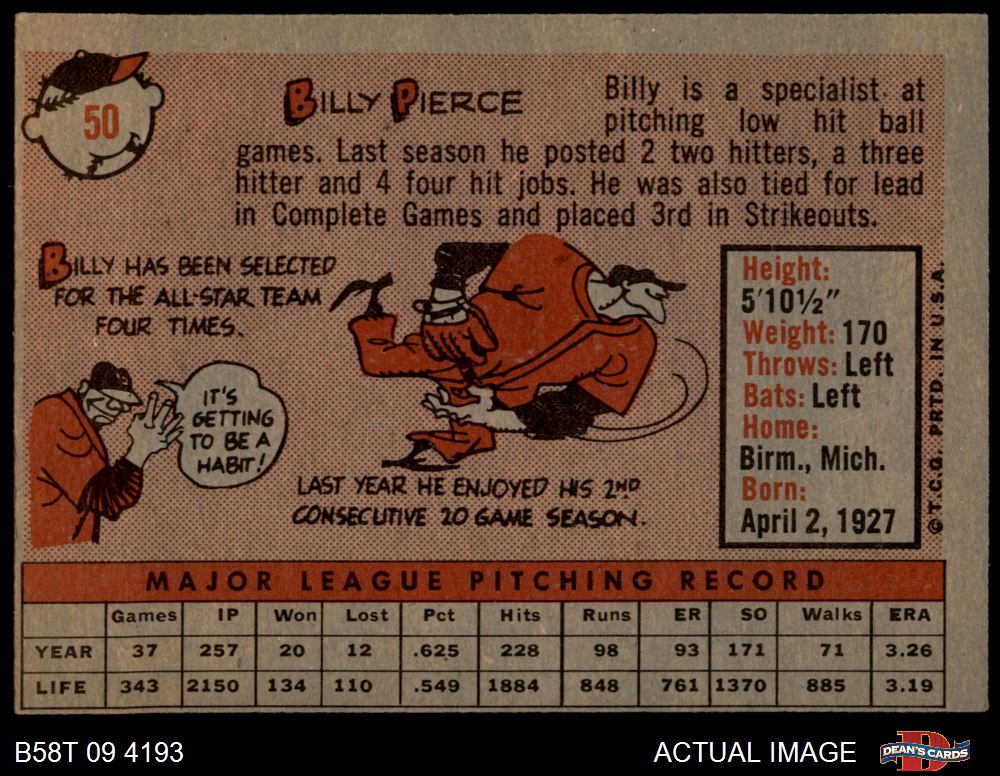 50
BILLY PIERCE
Billy is a specialist at
pitching low hit ball
games. Last season he posted 2 two hitters, a three
hitter and 4 four hit jobs. He was also tied for lead
in Complete Games and placed 3rd in Strikeouts.
BILLY HAS BEEN SELECTED
FOR THE ALL-STAR TEAM
FOUR TIMES.
IT'S
GETTING
TO BE A
HABIT!
LAST YEAR HE ENJOYED HIS 2ND
CONSECUTIVE 20 GAME SEASON.
Height:
5'10½"
Weight: 170
Throws: Left
Bats: Left
Home:
Birm., Mich.
Born:
April 2, 1927
©T.C.G. PRTD. IN U.S.A.
MAJOR LEAGUE PITCHING RECORD
Games IP Won Lost Pct Hits Runs ER SO Walks ERA
YEAR 37 257 20 12 .625 228 98 93 171 71 3.26
LIFE 343 2150 134 110 .549 1884 848 761 1370 885 3.19
B58T 09 4193
ACTUAL IMAGE
DEAN'S CARDS